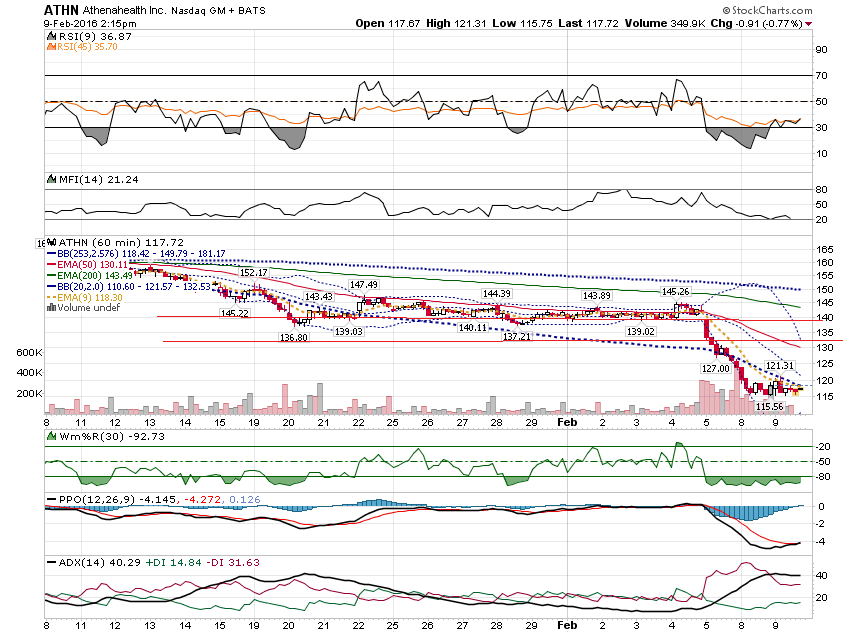 ATHN Athenahealth Inc. Nasdaq GM + BATS © StockCharts.com
9-Feb-2016 2:15pm Open 117.67 High 121.31 Low 115.75 Last 117.72 Volume 349.9K Chg -0.91 (-0.77%)
RSI(9) 36.87
RSI(45) 35.70
90
70
50
30
10
MFI(14) 21.24
80
50
20
ATHN (60 min) 117.72
BB(253,2.576) 118.42 - 149.79 - 181.17
EMA(50) 130.11
EMA(200) 143.49
BB(20,2.0) 110.60 - 121.57 - 132.53
EMA(9) 118.30
Volume undef
165
160
155
150
145
140
135
130
125
120
115
600K
400K
200K
152.17
147.49
145.22
143.43
136.80
139.03
144.39
140.11
137.21
143.89
139.02
145.26
127.00
121.31
115.56
8 11 12 13 14 15 19 20 21 22 25 26 27 28 29 Feb 2 3 4 5 8 9
Wm%R(30) -92.73
-20
-50
-80
PPO(12,26,9) -4.145, -4.272, 0.126
0
-2
-4
ADX(14) 40.29 +DI 14.84 -DI 31.63
40
20
8 11 12 13 14 15 19 20 21 22 25 26 27 28 29 Feb 2 3 4 5 8 9